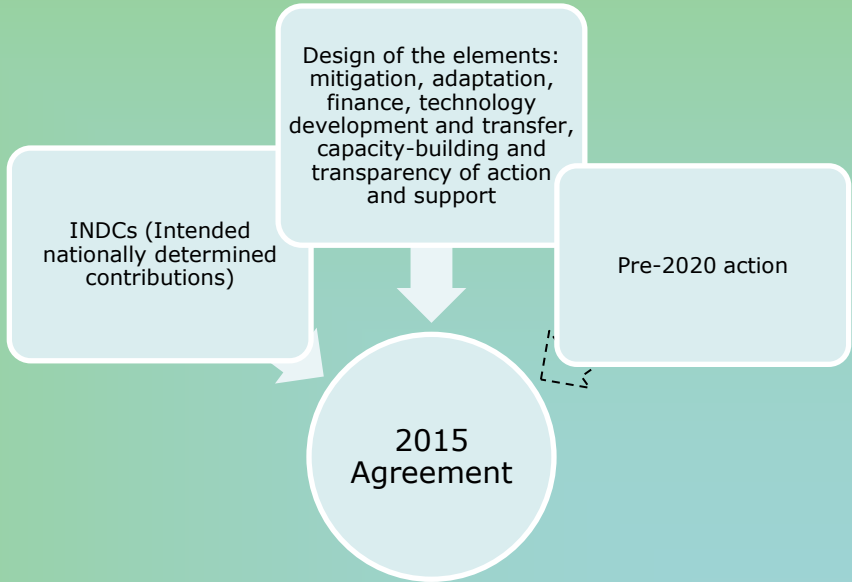 Design of the elements:
mitigation, adaptation,
finance, technology
development and transfer,
capacity-building and
transparency of action
and support
INDCs (Intended
nationally determined
contributions)
Pre-2020 action
2015
Agreement